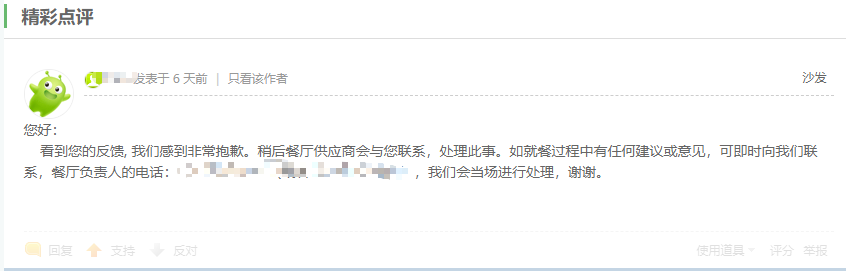 精彩点评
发表于 6 天前 | 只看该作者 沙发
您好：
看到您的反馈, 我们感到非常抱歉。稍后餐厅供应商会与您联系，处理此事。如就餐过程中有任何建议或意见，可即时向我们联
系，餐厅负责人的电话： ，我们会当场进行处理，谢谢。
回复 支持 反对 使用道具 评分 举报